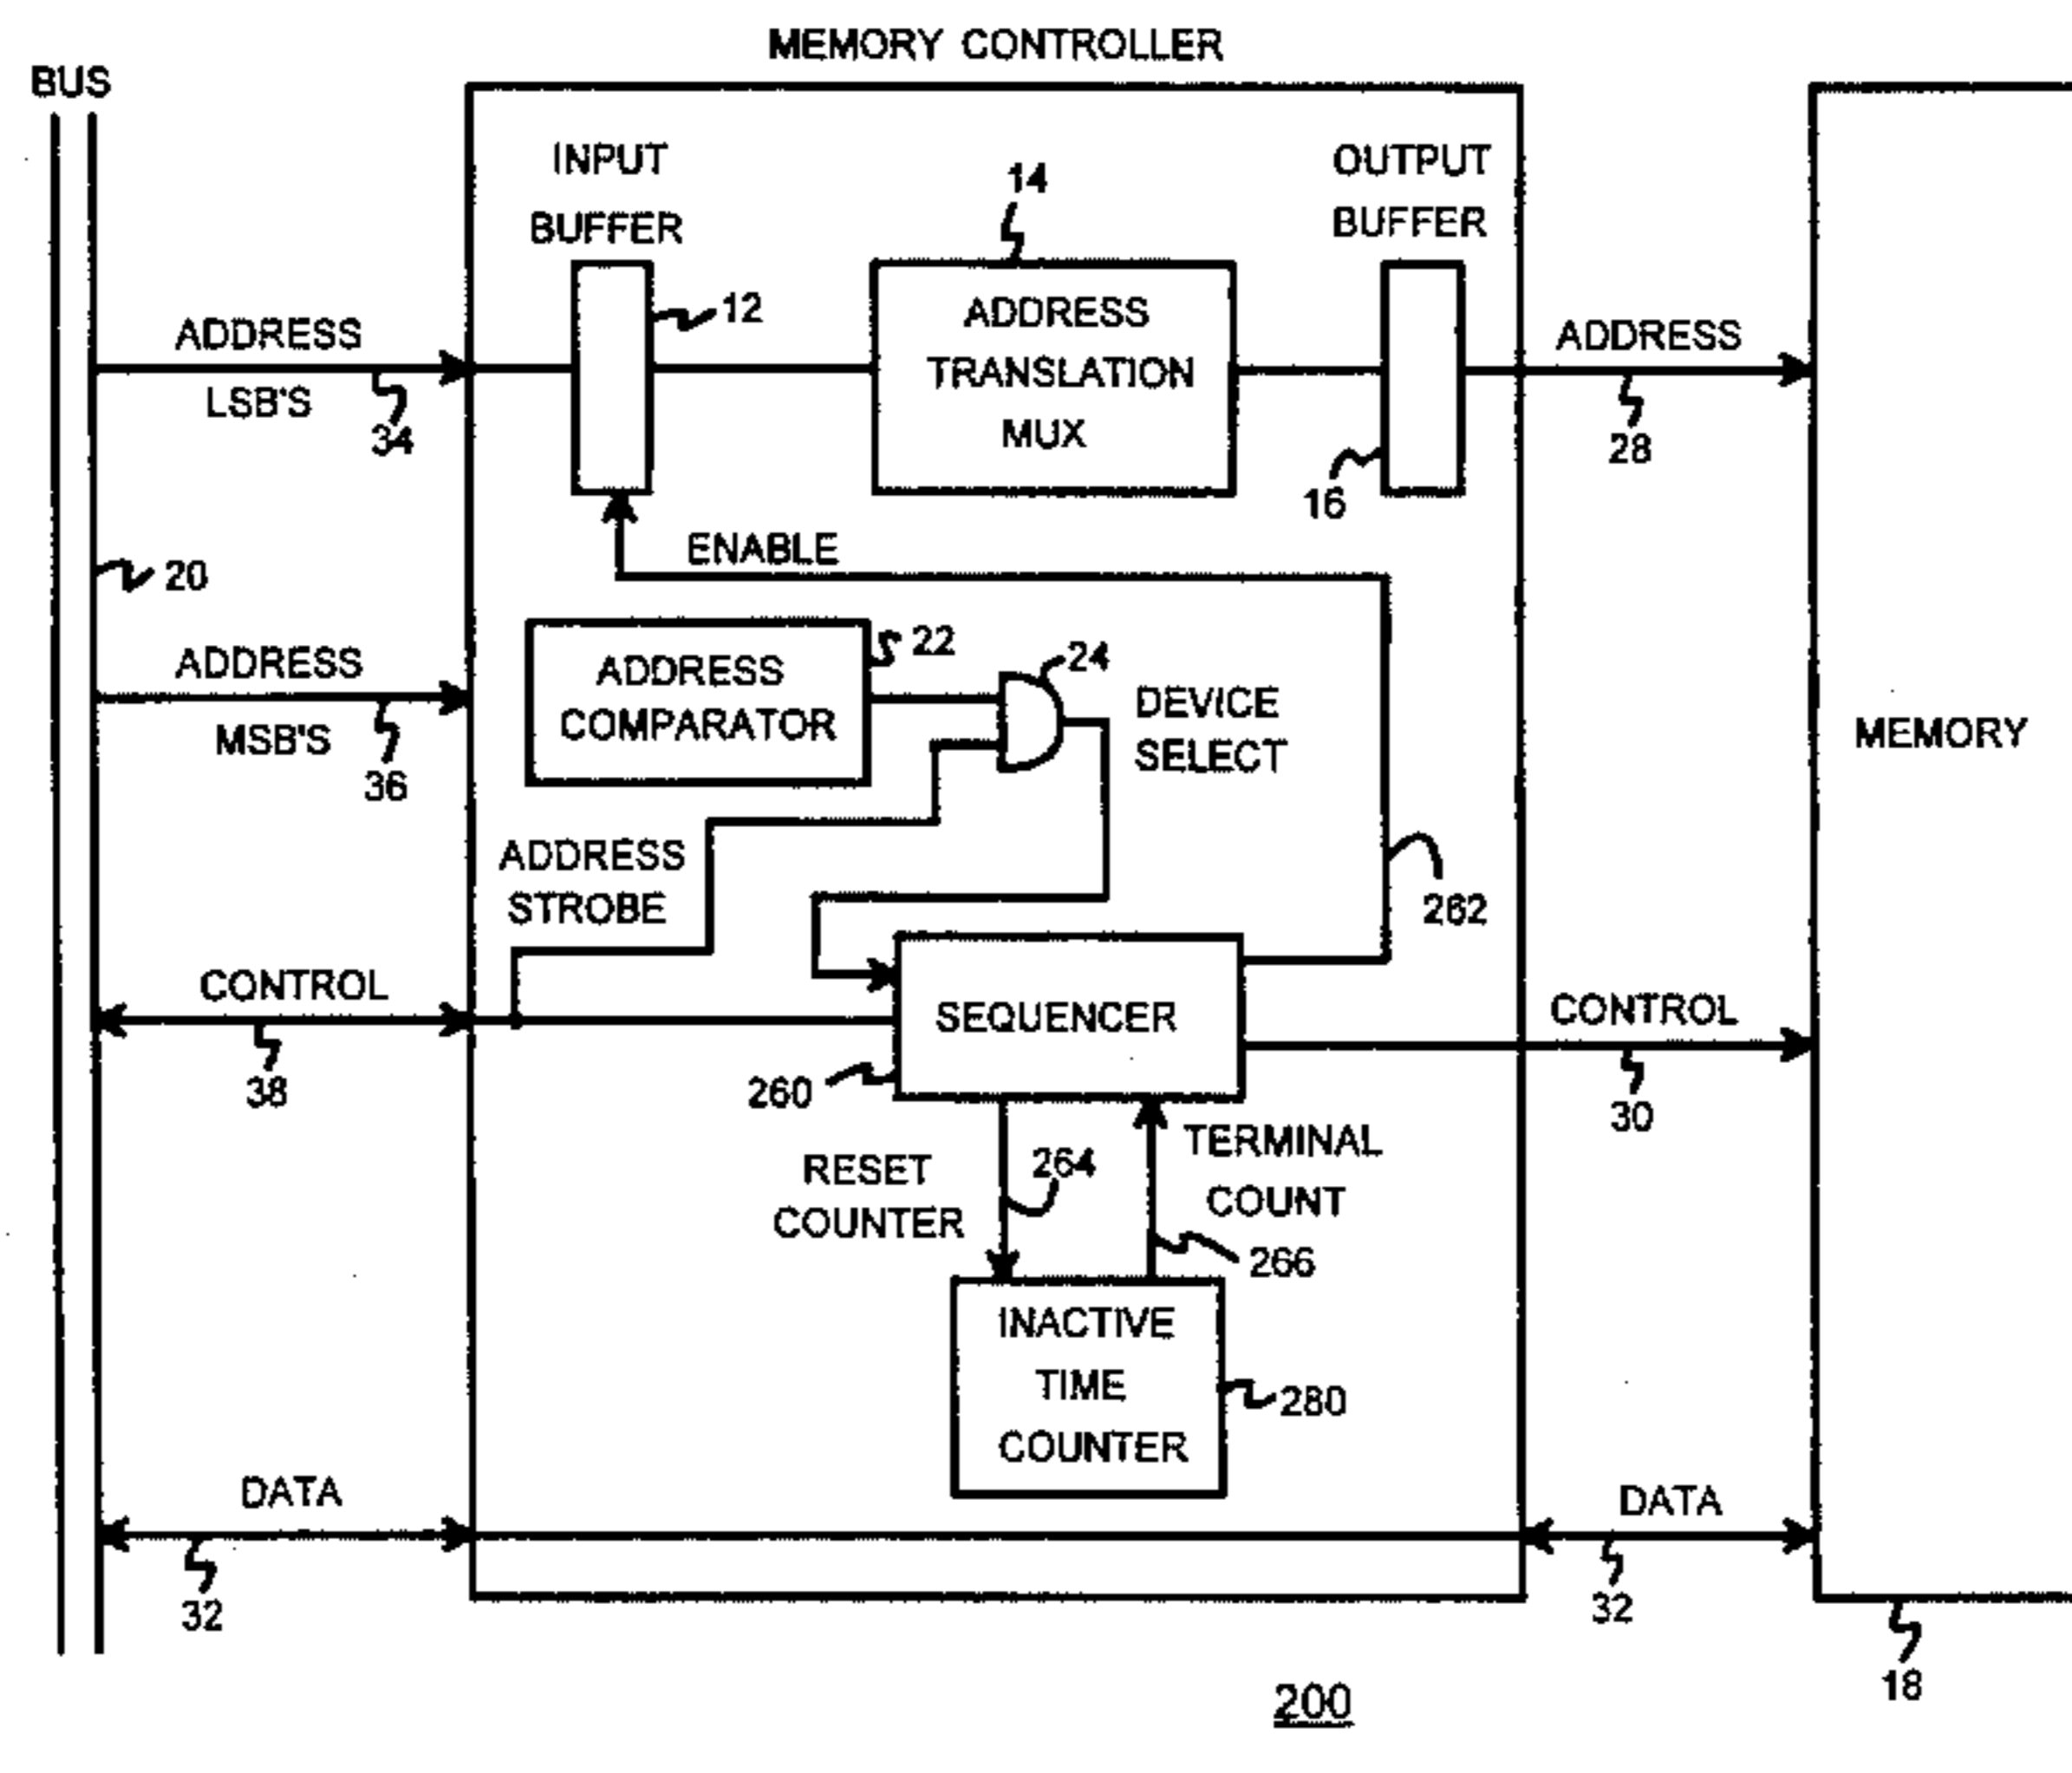 MEMORY CONTROLLER
BUS
INPUT
BUFFER
14
OUTPUT
BUFFER
12
ADDRESS
TRANSLATION
MUX
ADDRESS
LSB'S
34
ADDRESS
28
16
ENABLE
20
ADDRESS
MSB'S
36
22
ADDRESS
COMPARATOR
24
DEVICE
SELECT
MEMORY
ADDRESS
STROBE
262
CONTROL
38
SEQUENCER
260
CONTROL
30
RESET
COUNTER
264
TERMINAL
COUNT
266
INACTIVE
TIME
COUNTER
280
DATA
32
DATA
32
18
200